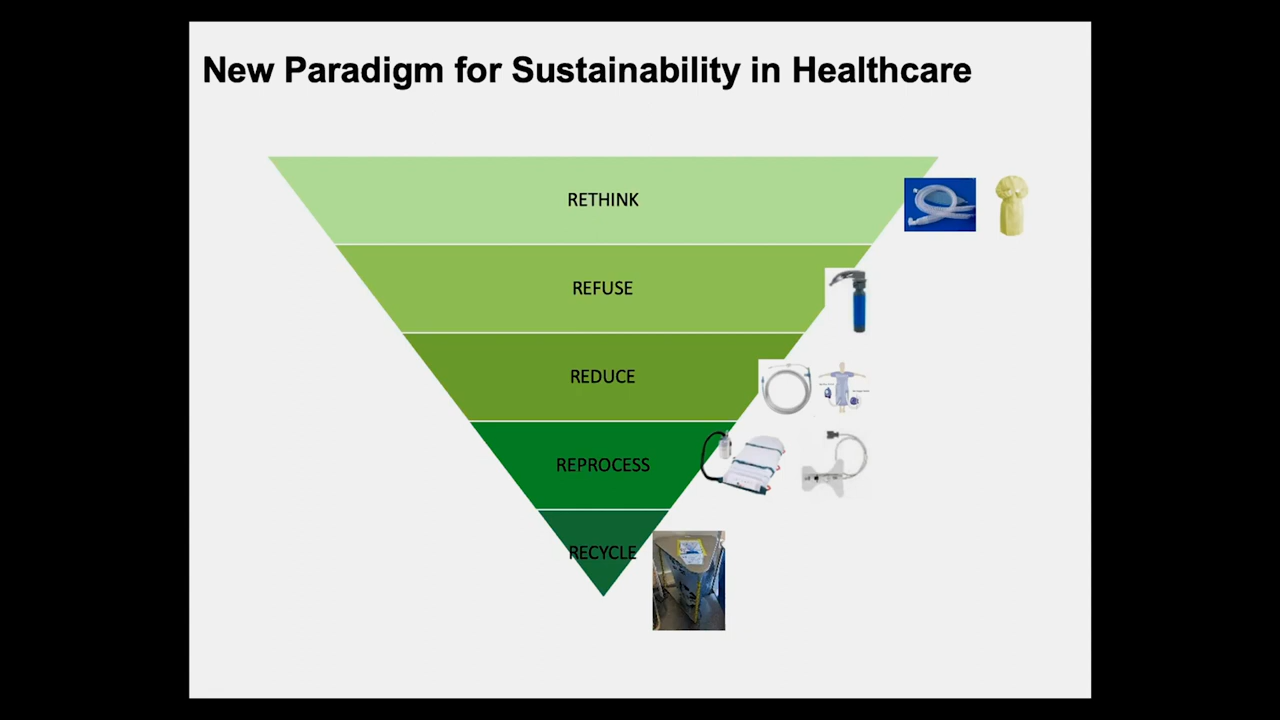 New Paradigm for Sustainability in Healthcare
RETHINK
REFUSE
REDUCE
REPROCESS
RECYCLE